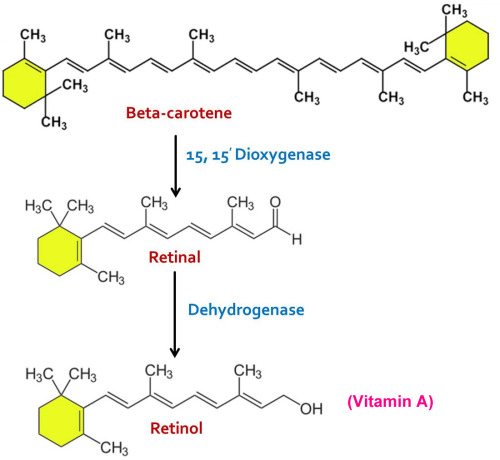 CH₃ CH₃ CH₃ H₃C CH₃
CH₃
CH₃ CH₃ CH₃ CH₃
Beta-carotene
15, 15′ Dioxygenase
H₃C CH₃ CH₃ CH₃ O
H
CH₃
Retinal
Dehydrogenase
H₃C CH₃ CH₃ CH₃
OH
(Vitamin A)
CH₃
Retinol